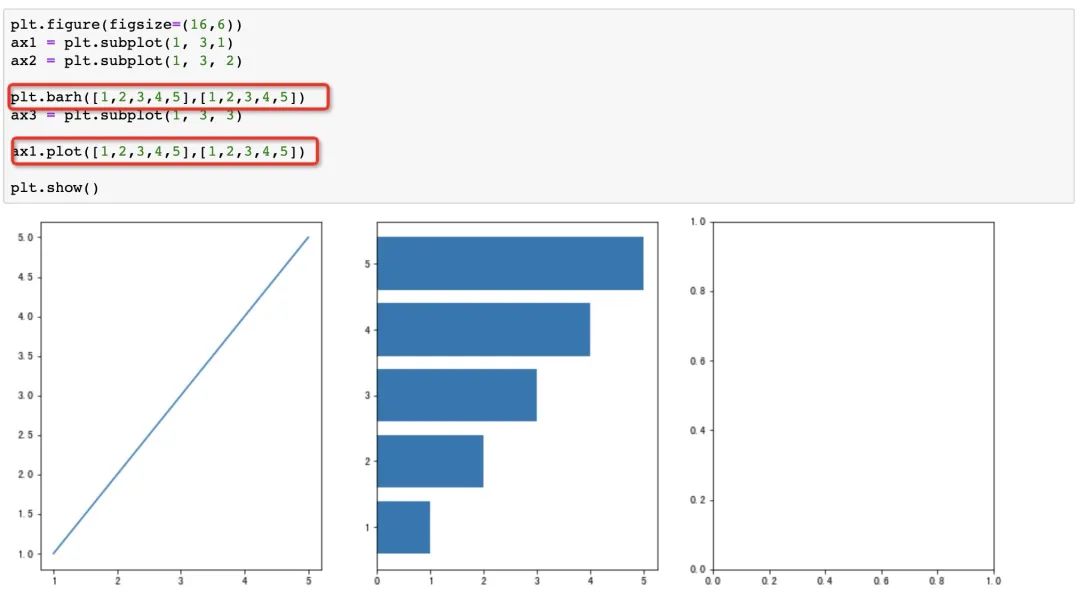 plt.figure(figsize=(16,6))
ax1 = plt.subplot(1, 3,1)
ax2 = plt.subplot(1, 3, 2)
plt.barh([1,2,3,4,5],[1,2,3,4,5])
ax3 = plt.subplot(1, 3, 3)
ax1.plot([1,2,3,4,5],[1,2,3,4,5])
plt.show()
5.0
4.5
4.0
3.5
3.0
2.5
2.0
1.5
1.0
1 2 3 4 5
5
4
3
2
1
0 1 2 3 4 5
1.0
0.8
0.6
0.4
0.2
0.0
0.0 0.2 0.4 0.6 0.8 1.0